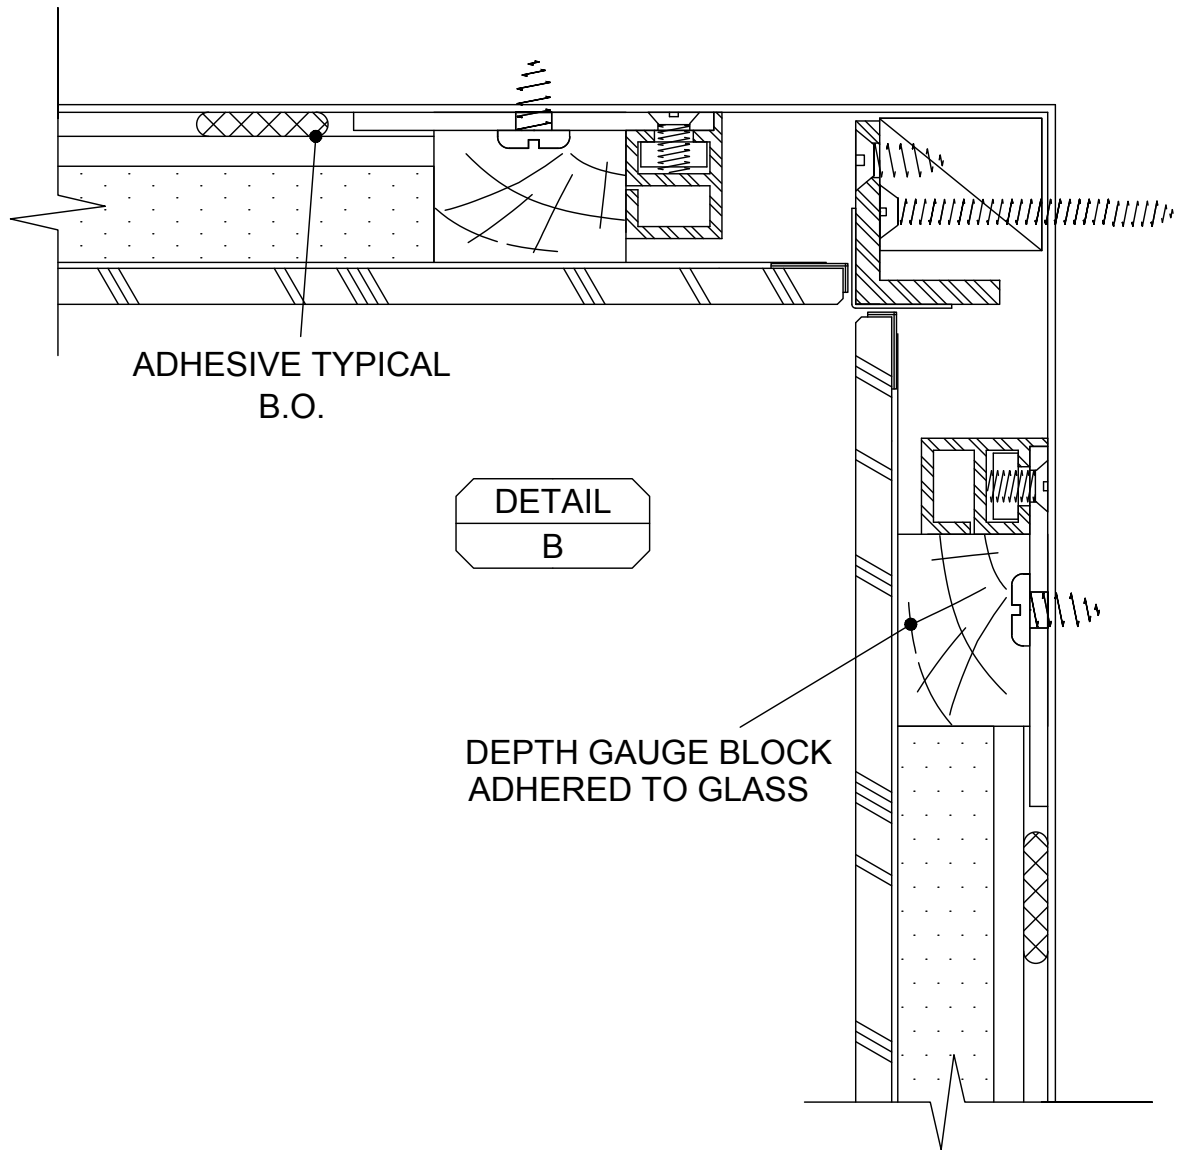 ADHESIVE TYPICAL
B.O.
DETAIL
B
DEPTH GAUGE BLOCK
ADHERED TO GLASS